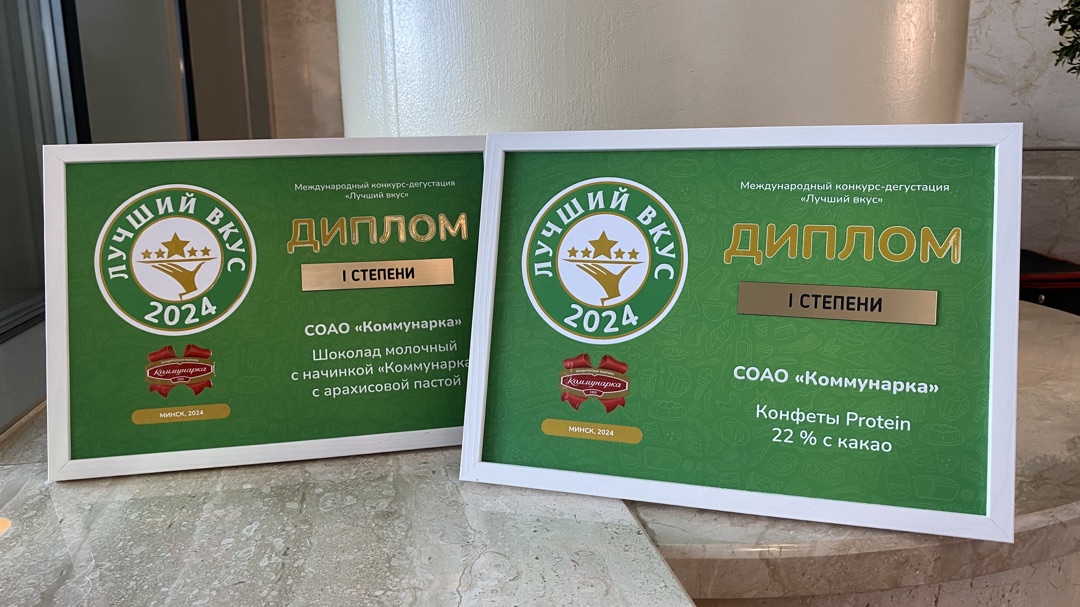 Международный конкурс-дегустация
«Лучший вкус»
ДИПЛОМ
I СТЕПЕНИ
ЛУЧШИЙ ВКУС
2024
СОАО «Коммунарка»
Шоколад молочный
с начинкой «Коммунарка
с арахисовой пастой
Коммунарка
МИНСК, 2024
Международный конкурс-дегустация
«Лучший вкус»
ДИПЛОМ
I СТЕПЕНИ
ЛУЧШИЙ ВКУС
2024
СОАО «Коммунарка»
Конфеты Protein
22 % с какао
Коммунарка
МИНСК, 2024